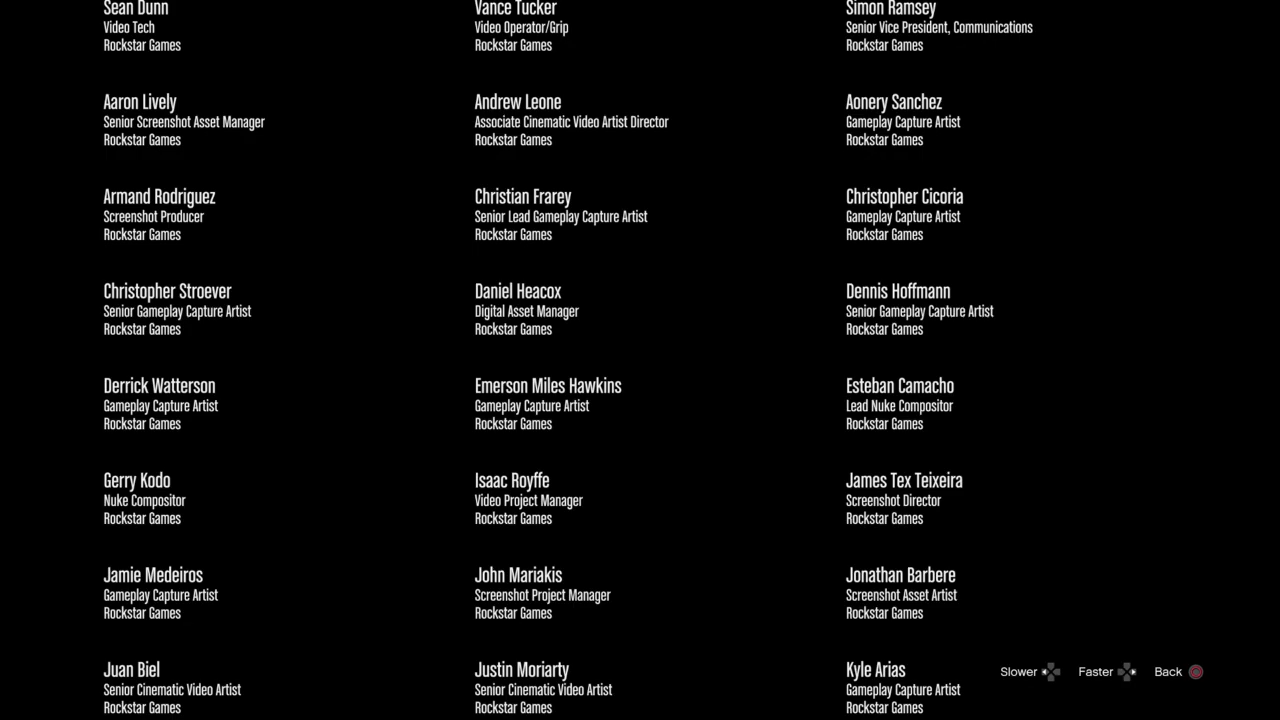 Sean Dunn
Video Tech
Rockstar Games
Vance Tucker
Video Operator/Grip
Rockstar Games
Simon Ramsey
Senior Vice President, Communications
Rockstar Games
Aaron Lively
Senior Screenshot Asset Manager
Rockstar Games
Andrew Leone
Associate Cinematic Video Artist Director
Rockstar Games
Aonery Sanchez
Gameplay Capture Artist
Rockstar Games
Armand Rodriguez
Screenshot Producer
Rockstar Games
Christian Frarey
Senior Lead Gameplay Capture Artist
Rockstar Games
Christopher Cicoria
Gameplay Capture Artist
Rockstar Games
Christopher Stroever
Senior Gameplay Capture Artist
Rockstar Games
Daniel Heacox
Digital Asset Manager
Rockstar Games
Dennis Hoffmann
Senior Gameplay Capture Artist
Rockstar Games
Derrick Watterson
Gameplay Capture Artist
Rockstar Games
Emerson Miles Hawkins
Gameplay Capture Artist
Rockstar Games
Esteban Camacho
Lead Nuke Compositor
Rockstar Games
Gerry Kodo
Nuke Compositor
Rockstar Games
Isaac Royffe
Video Project Manager
Rockstar Games
James Tex Teixeira
Screenshot Director
Rockstar Games
Jamie Medeiros
Gameplay Capture Artist
Rockstar Games
John Mariakis
Screenshot Project Manager
Rockstar Games
Jonathan Barbere
Screenshot Asset Artist
Rockstar Games
Juan Biel
Senior Cinematic Video Artist
Rockstar Games
Justin Moriarty
Senior Cinematic Video Artist
Rockstar Games
Kyle Arias
Gameplay Capture Artist
Rockstar Games
Slower Faster Back